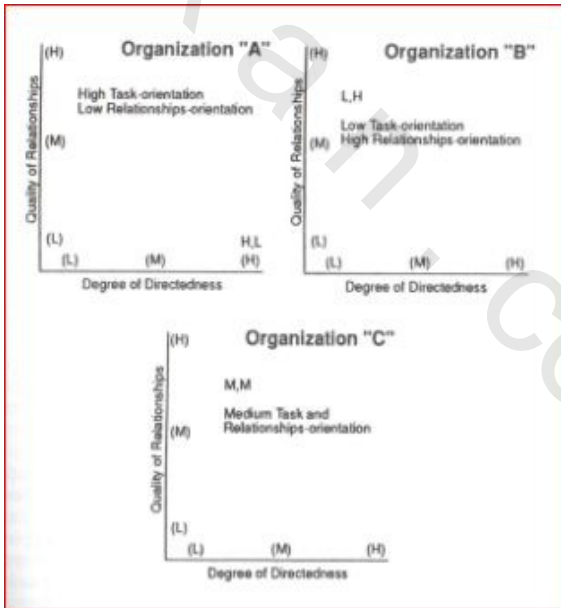 Organization "A"
(H)
High Task-orientation
Low Relationships-orientation
(M)
Quality of Relationships
(L)
H,L
(L) (M) (H)
Degree of Directedness
Organization "B"
(H)
L,H
Low Task-orientation
(M) High Relationships-orientation
Quality of Relationships
(L)
(L) (M) (H)
Degree of Directedness
Organization "C"
(H)
M,M
Medium Task and
(M) Relationships-orientation
Quality of Relationships
(L)
(L) (M) (H)
Degree of Directedness